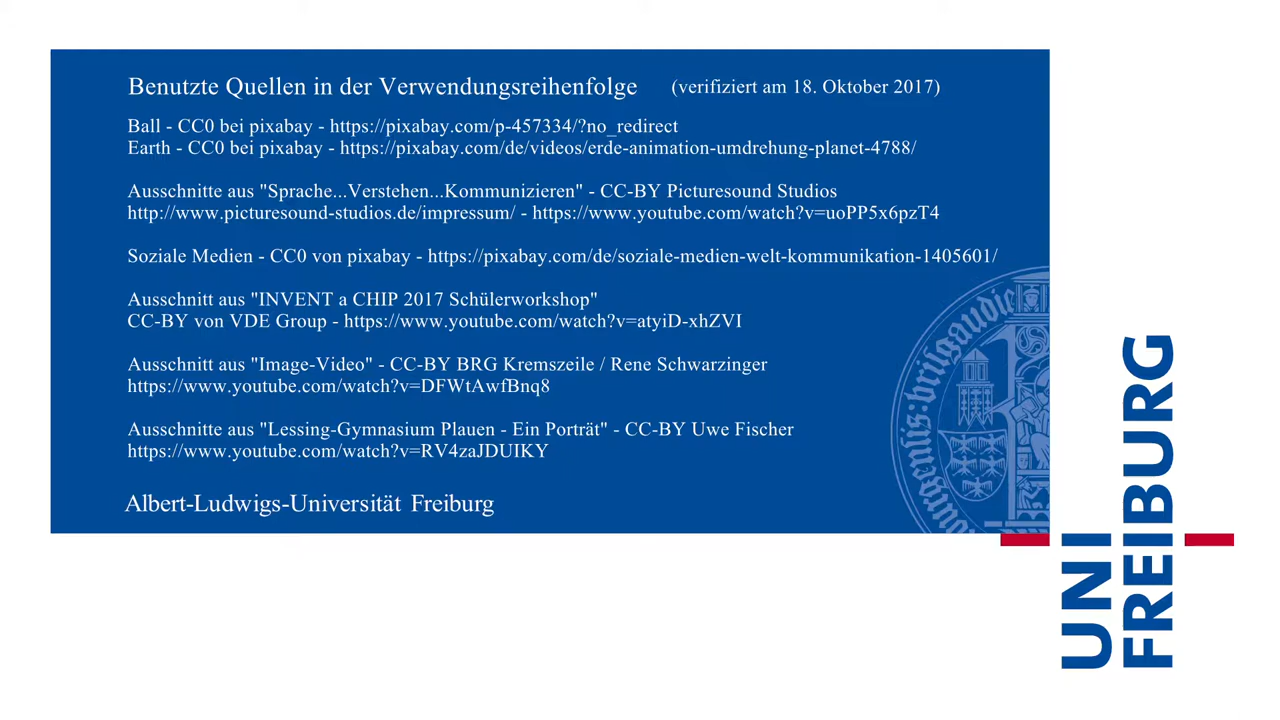 Benutzte Quellen in der Verwendungsreihenfolge (verifiziert am 18. Oktober 2017)
Ball - CC0 bei pixabay - https://pixabay.com/p-457334/?no_redirect
Earth - CC0 bei pixabay - https://pixabay.com/de/videos/erde-animation-umdrehung-planet-4788/
Ausschnitte aus "Sprache...Verstehen...Kommunizieren" - CC-BY Picturesound Studios
http://www.picturesound-studios.de/impressum/ - https://www.youtube.com/watch?v=uoPP5x6pzT4
Soziale Medien - CC0 von pixabay - https://pixabay.com/de/soziale-medien-welt-kommunikation-1405601/
Ausschnitt aus "INVENT a CHIP 2017 Schülerworkshop"
CC-BY von VDE Group - https://www.youtube.com/watch?v=atyiD-xhZVI
Ausschnitt aus "Image-Video" - CC-BY BRG Kremszeile / Rene Schwarzinger
https://www.youtube.com/watch?v=DFWtAwfBnq8
Ausschnitte aus "Lessing-Gymnasium Plauen - Ein Porträt" - CC-BY Uwe Fischer
https://www.youtube.com/watch?v=RV4zaJDUIKY
Albert-Ludwigs-Universität Freiburg
UNI
FREIBURG